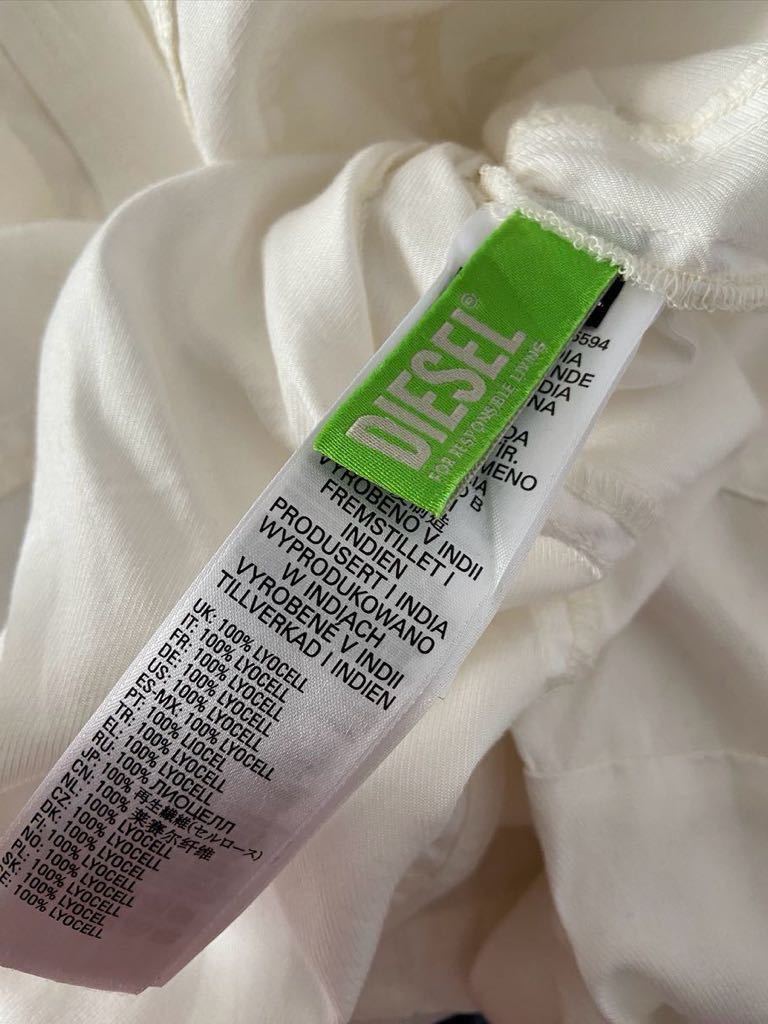 DIESEL®
FOR RESPONSIBLE LIVING
5594
VYROBENO V INDII
FREMSTILLET I
INDIEN
PRODUSERT I INDIA
WYPRODUKOWANO
W INDIACH
VYROBENÉ V INDII
TILLVERKAD I INDIEN
UK: 100% LYOCELL
IT: 100% LYOCELL
FR: 100% LYOCELL
DE: 100% LYOCELL
US: 100% LYOCELL
ES-MX: 100% LYOCELL
PT: 100% LIOCEL
TR: 100% LYOCELL
EL: 100% LYOCELL
RU: 100% ЛИОЦЕЛЛ
JP: 100% 再生繊維(セルロース)
CN: 100% 莱赛尔纤维
NL: 100% LYOCELL
CZ: 100% LYOCELL
DK: 100% LYOCELL
FI: 100% LYOCELL
NO: 100% LYOCELL
PL: 100% LYOCELL
SK: 100% LYOCELL
SE: 100% LYOCELL